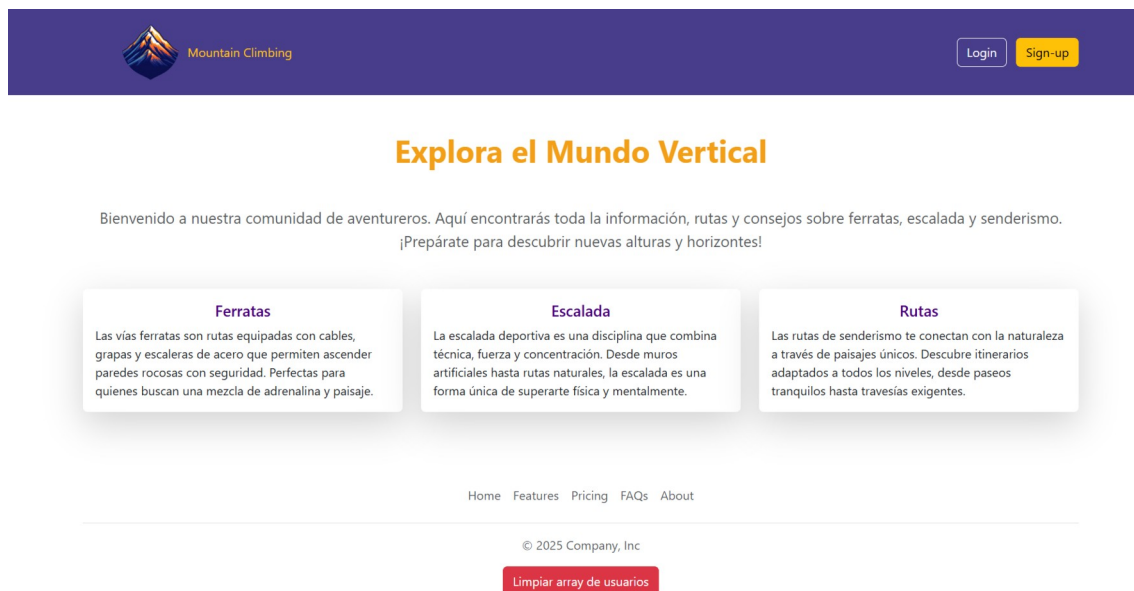 Mountain Climbing
Login
Sign-up
Explora el Mundo Vertical
Bienvenido a nuestra comunidad de aventureros. Aquí encontrarás toda la información, rutas y consejos sobre ferratas, escalada y senderismo.
¡Prepárate para descubrir nuevas alturas y horizontes!
Ferratas
Las vías ferratas son rutas equipadas con cables,
grapas y escaleras de acero que permiten ascender
paredes rocosas con seguridad. Perfectas para
quienes buscan una mezcla de adrenalina y paisaje.
Escalada
La escalada deportiva es una disciplina que combina
técnica, fuerza y concentración. Desde muros
artificiales hasta rutas naturales, la escalada es una
forma única de superarte física y mentalmente.
Rutas
Las rutas de senderismo te conectan con la naturaleza
a través de paisajes únicos. Descubre itinerarios
adaptados a todos los niveles, desde paseos
tranquilos hasta travesías exigentes.
Home Features Pricing FAQs About
© 2025 Company, Inc
Limpiar array de usuarios